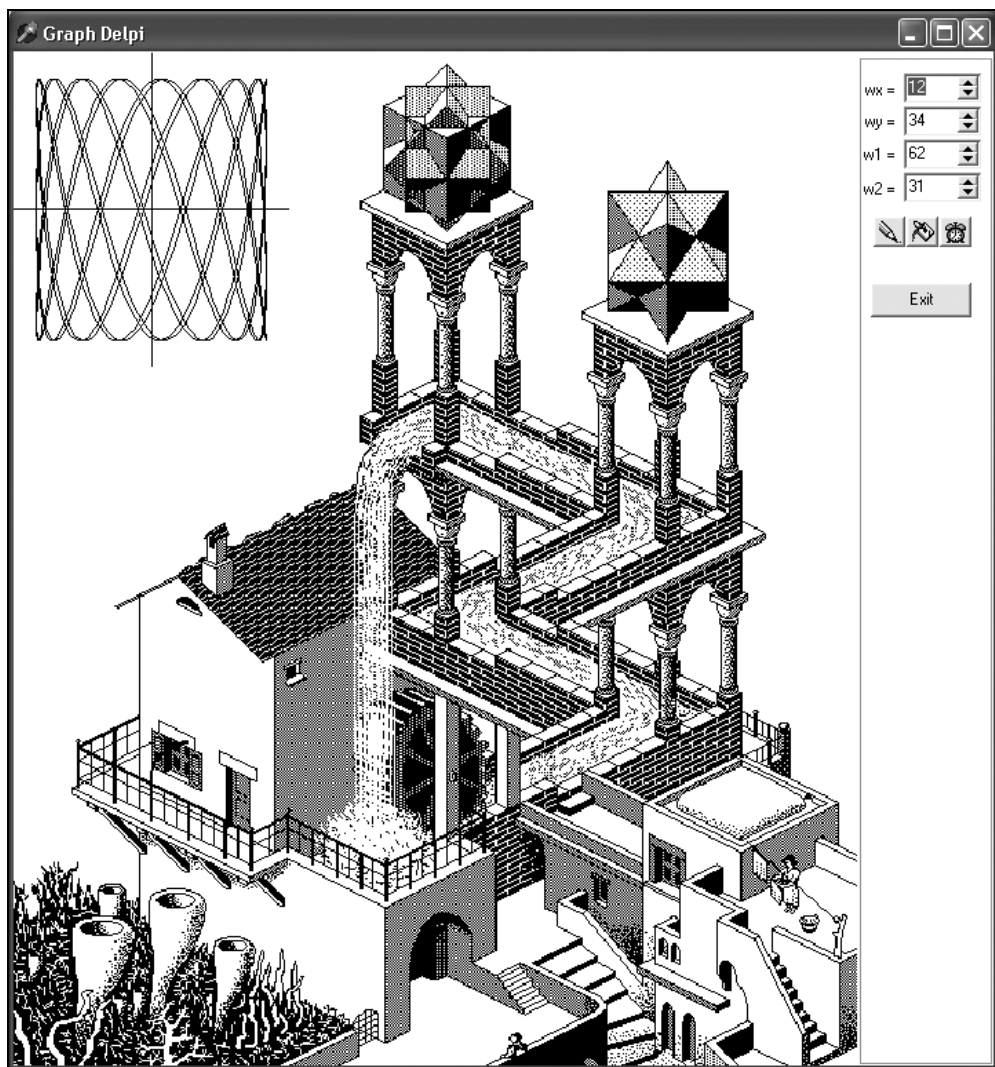 Graph Delpi
wx = 12
wy = 34
w1 = 62
w2 = 31
Exit